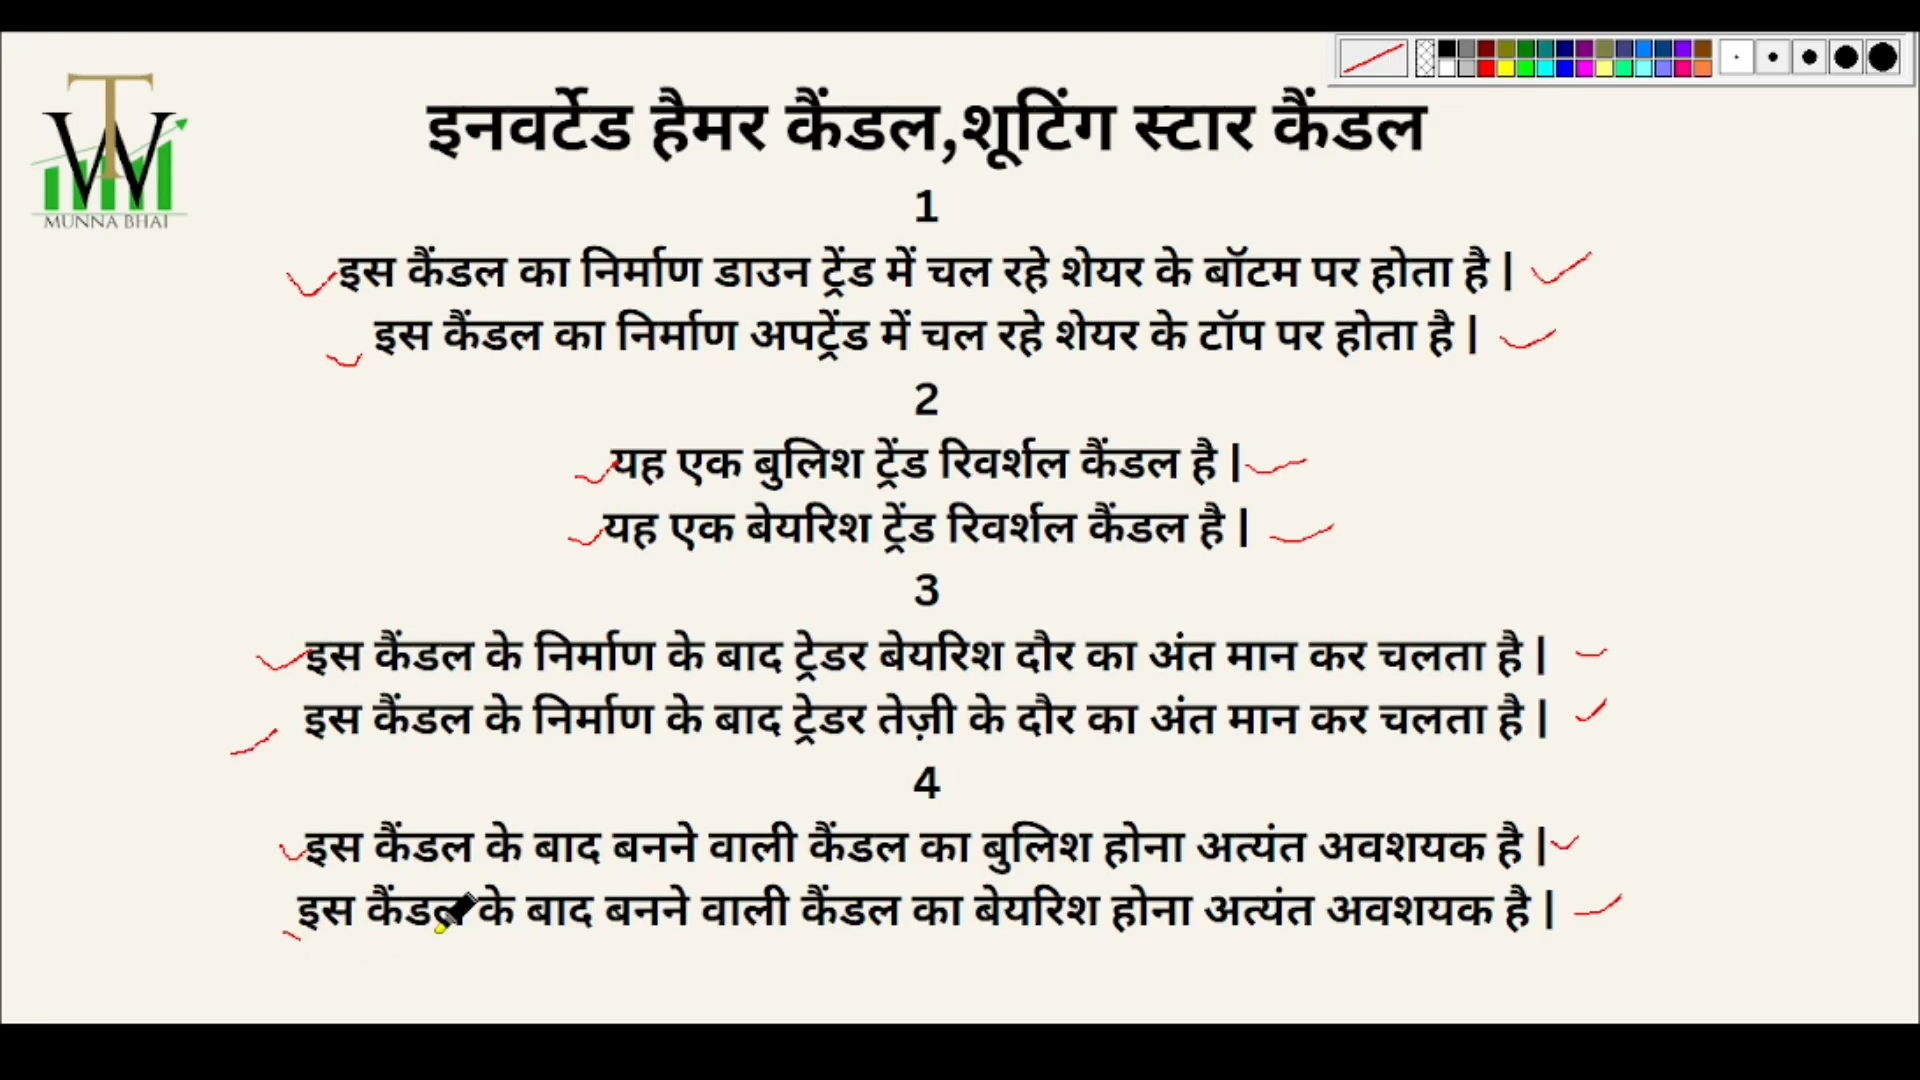 TW
MUNNA BHAI
इनवर्टेड हैमर कैंडल,शूटिंग स्टार कैंडल
1
इस कैंडल का निर्माण डाउन ट्रेंड में चल रहे शेयर के बॉटम पर होता है |
इस कैंडल का निर्माण अपट्रेंड में चल रहे शेयर के टॉप पर होता है |
2
यह एक बुलिश ट्रेंड रिवर्शल कैंडल है |
यह एक बेयरिश ट्रेंड रिवर्शल कैंडल है |
3
इस कैंडल के निर्माण के बाद ट्रेडर बेयरिश दौर का अंत मान कर चलता है |
इस कैंडल के निर्माण के बाद ट्रेडर तेज़ी के दौर का अंत मान कर चलता है |
4
इस कैंडल के बाद बनने वाली कैंडल का बुलिश होना अत्यंत अवशयक है |
इस कैंडल के बाद बनने वाली कैंडल का बेयरिश होना अत्यंत अवशयक है |